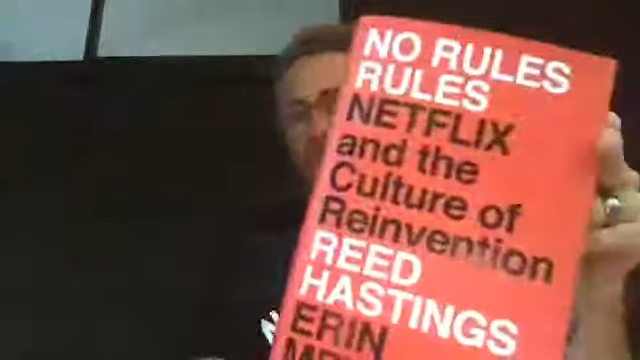 NO RULES
RULES
NETFLIX
and the
Culture of
Reinvention
REED
HASTINGS
ERIN